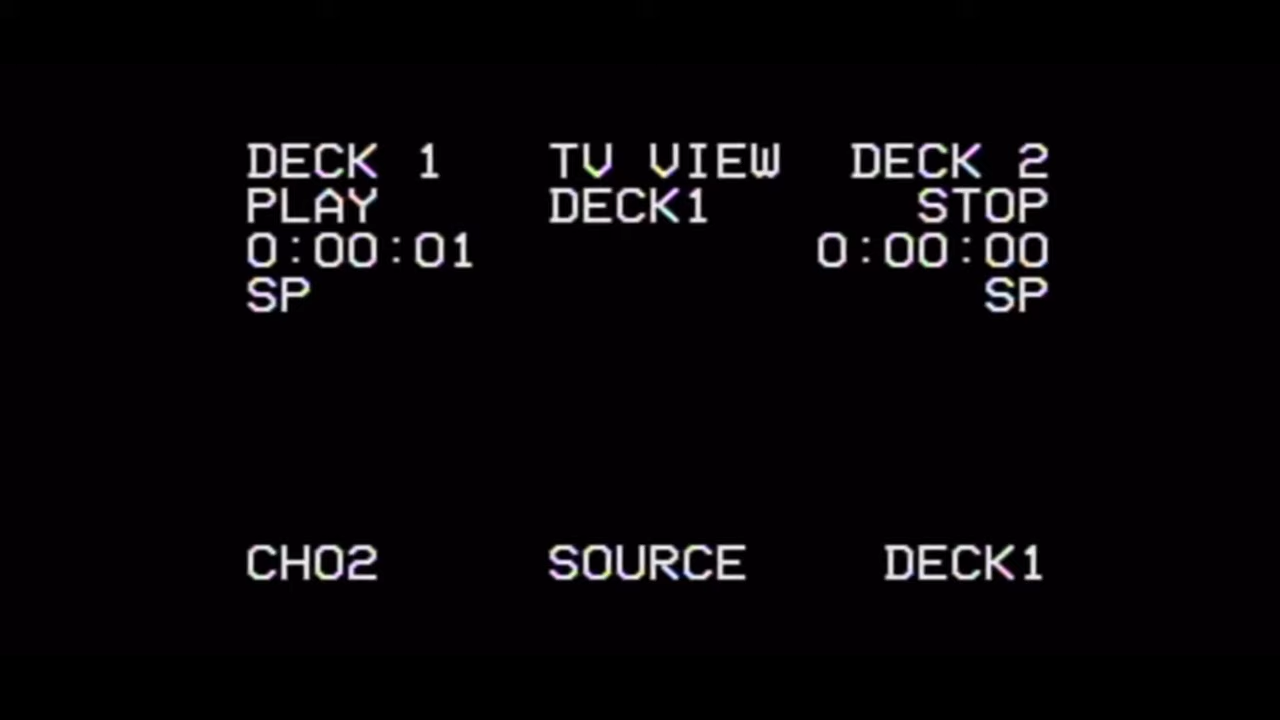 DECK 1 TV VIEW DECK 2
PLAY DECK1 STOP
0:00:01 0:00:00
SP SP
CH02 SOURCE DECK1